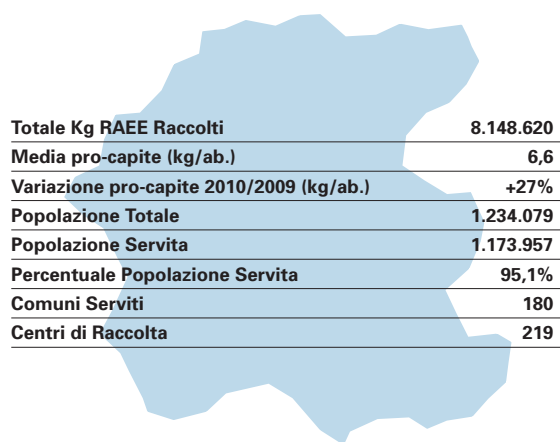 Totale Kg RAEE Raccolti 8.148.620
Media pro-capite (kg/ab.) 6,6
Variazione pro-capite 2010/2009 (kg/ab.) +27%
Popolazione Totale 1.234.079
Popolazione Servita 1.173.957
Percentuale Popolazione Servita 95,1%
Comuni Serviti 180
Centri di Raccolta 219